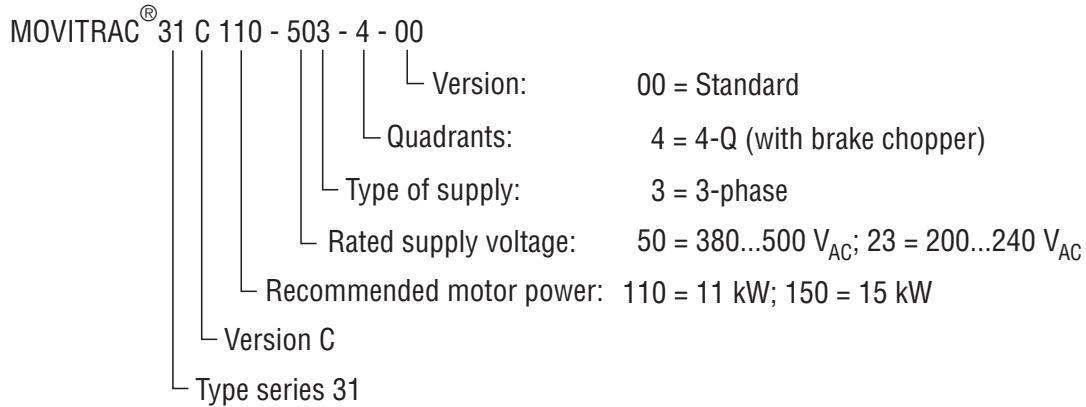 MOVITRAC® 31 C 110 - 503 - 4 - 00
Version: 00 = Standard
Quadrants: 4 = 4-Q (with brake chopper)
Type of supply: 3 = 3-phase
Rated supply voltage: 50 = 380...500 VAC; 23 = 200...240 VAC
Recommended motor power: 110 = 11 kW; 150 = 15 kW
Version C
Type series 31